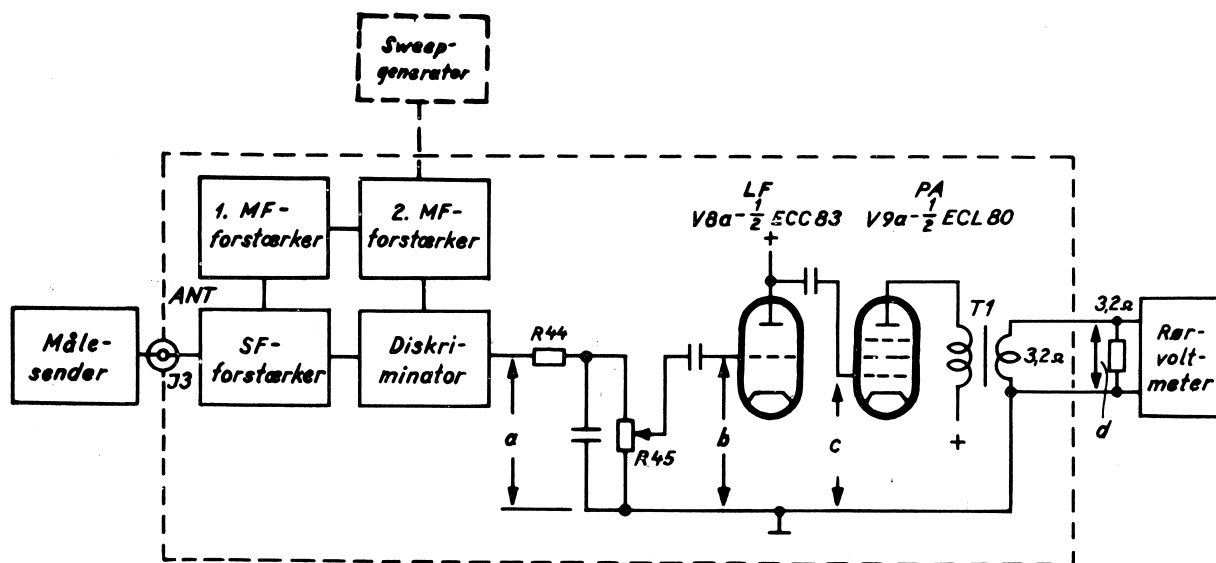 Sweep-
generator
LF
V8a-1/2 ECC83
PA
V9a-1/2 ECL80
+
1. MF-
forstærker
2. MF-
forstærker
ANT
J3
Måle-
sender
SF-
forstærker
Diskri-
minator
R44
R45
a
b
c
d
T1
+
3,2Ω
3,2Ω
Rør-
volt-
meter